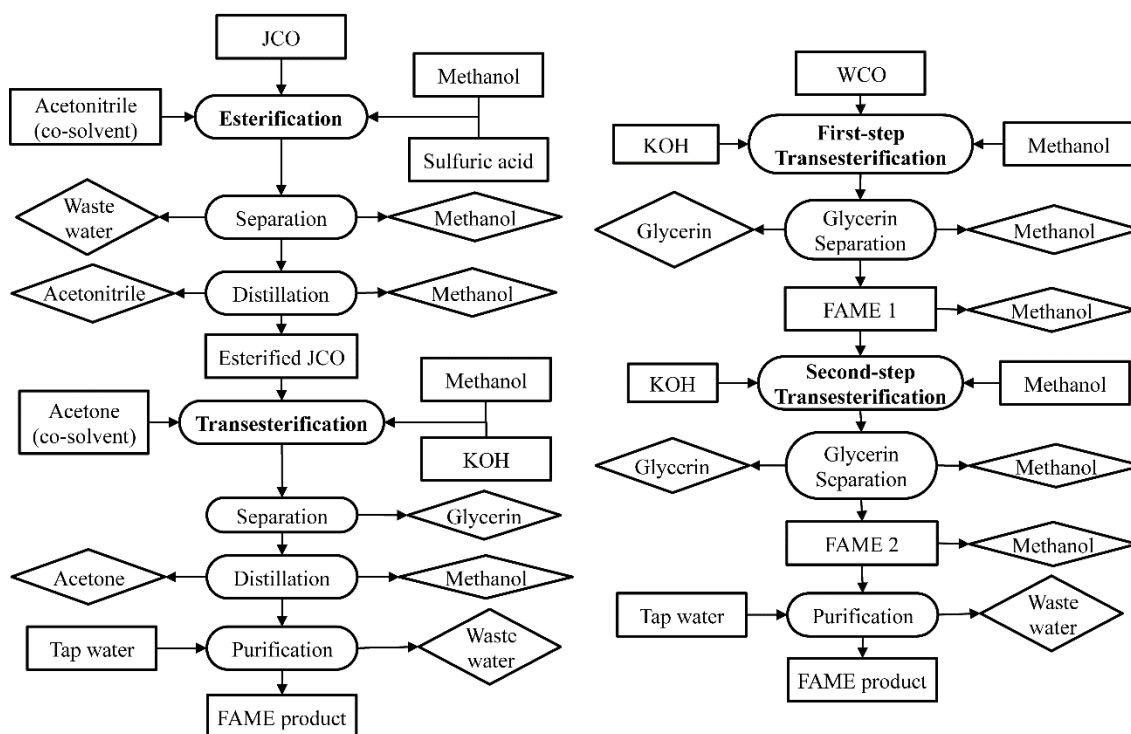 JCO
Methanol
Acetonitrile
(co-solvent)
Esterification
Sulfuric acid
Waste
water
Separation
Methanol
Acetonitrile
Distillation
Methanol
Esterified JCO
Methanol
Acetone
(co-solvent)
Transesterification
KOH
Separation
Glycerin
Acetone
Distillation
Methanol
Tap water
Purification
Waste
water
FAME product
WCO
KOH
First-step
Transesterification
Methanol
Glycerin
Glycerin
Separation
Methanol
FAME 1
Methanol
KOH
Second-step
Transesterification
Methanol
Glycerin
Glycerin
Separation
Methanol
FAME 2
Methanol
Tap water
Purification
Waste
water
FAME product